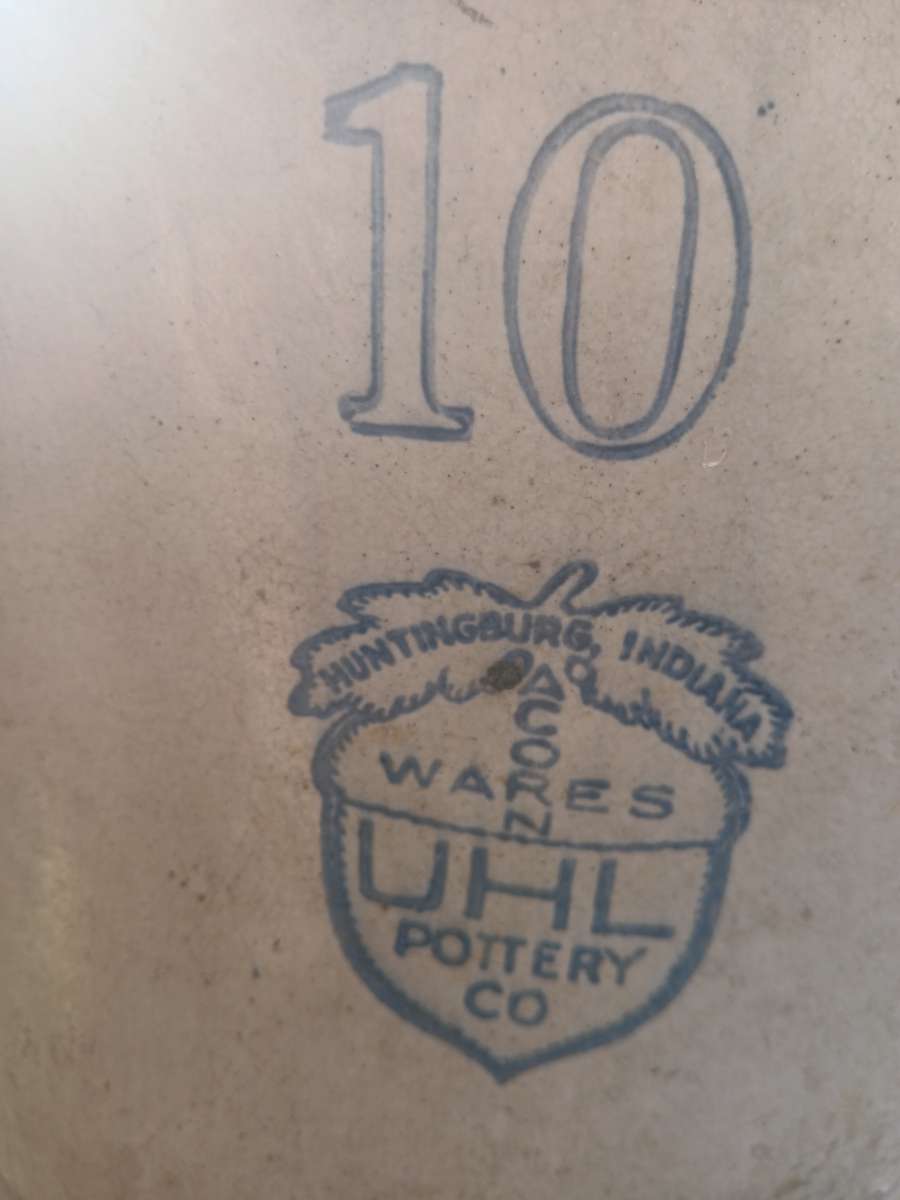 10
HUNTINGBURG, INDIANA
ACORN
WARES
UHL
POTTERY
CO